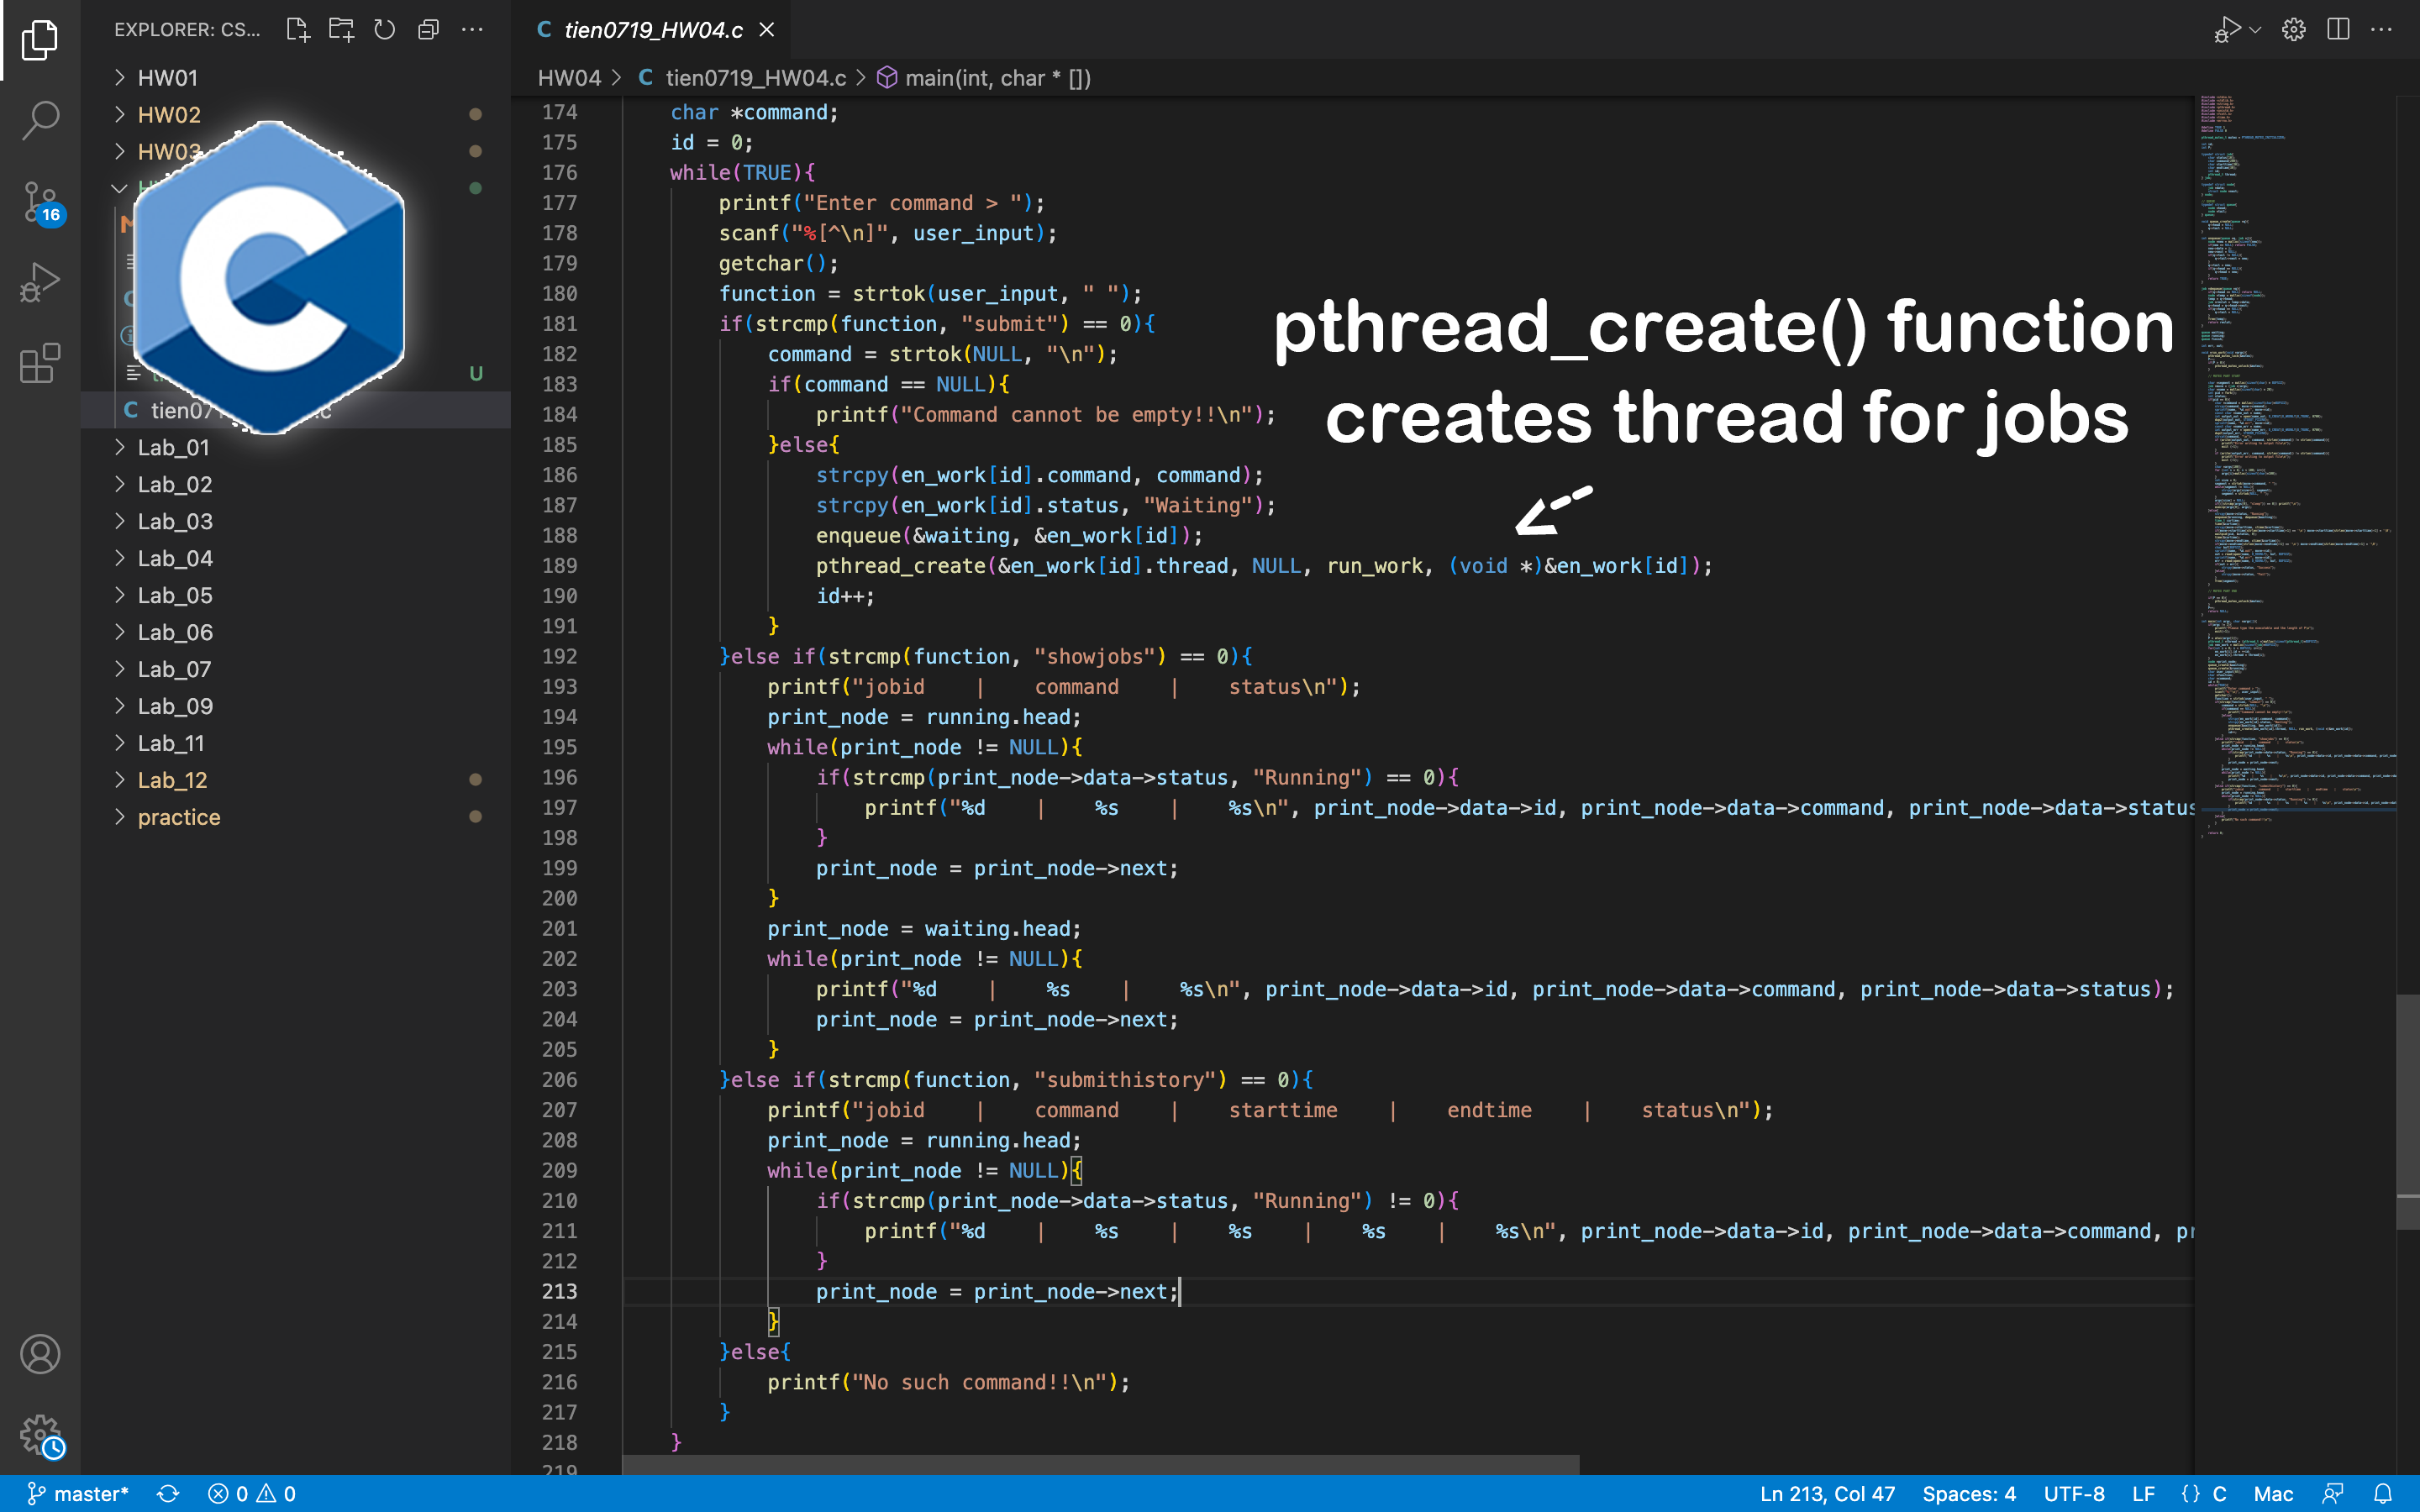 EXPLORER: CS...
HW01
HW02
HW03
U
C tien07
Lab_01
Lab_02
Lab_03
Lab_04
Lab_05
Lab_06
Lab_07
Lab_09
Lab_11
Lab_12
practice
16
C tien0719_HW04.c
HW04 > C tien0719_HW04.c > main(int, char * [])
pthread_create() function
creates thread for jobs
174 char *command;
175 id = 0;
176 while(TRUE){
177 printf("Enter command > ");
178 scanf("%[^\n]", user_input);
179 getchar();
180 function = strtok(user_input, " ");
181 if(strcmp(function, "submit") == 0){
182 command = strtok(NULL, "\n");
183 if(command == NULL){
184 printf("Command cannot be empty!!\n");
185 }else{
186 strcpy(en_work[id].command, command);
187 strcpy(en_work[id].status, "Waiting");
188 enqueue(&waiting, &en_work[id]);
189 pthread_create(&en_work[id].thread, NULL, run_work, (void *)&en_work[id]);
190 id++;
191 }
192 }else if(strcmp(function, "showjobs") == 0){
193 printf("jobid    |    command    |    status\n");
194 print_node = running.head;
195 while(print_node != NULL){
196 if(strcmp(print_node->data->status, "Running") == 0){
197 printf("%d    |    %s    |    %s\n", print_node->data->id, print_node->data->command, print_node->data->status
198 }
199 print_node = print_node->next;
200 }
201 print_node = waiting.head;
202 while(print_node != NULL){
203 printf("%d    |    %s    |    %s\n", print_node->data->id, print_node->data->command, print_node->data->status);
204 print_node = print_node->next;
205 }
206 }else if(strcmp(function, "submithistory") == 0){
207 printf("jobid    |    command    |    starttime    |    endtime    |    status\n");
208 print_node = running.head;
209 while(print_node != NULL){
210 if(strcmp(print_node->data->status, "Running") != 0){
211 printf("%d    |    %s    |    %s    |    %s    |    %s\n", print_node->data->id, print_node->data->command, pr
212 }
213 print_node = print_node->next;
214 }
215 }else{
216 printf("No such command!!\n");
217 }
218 }
219
master* 0 0 Ln 213, Col 47 Spaces: 4 UTF-8 LF {} C Mac